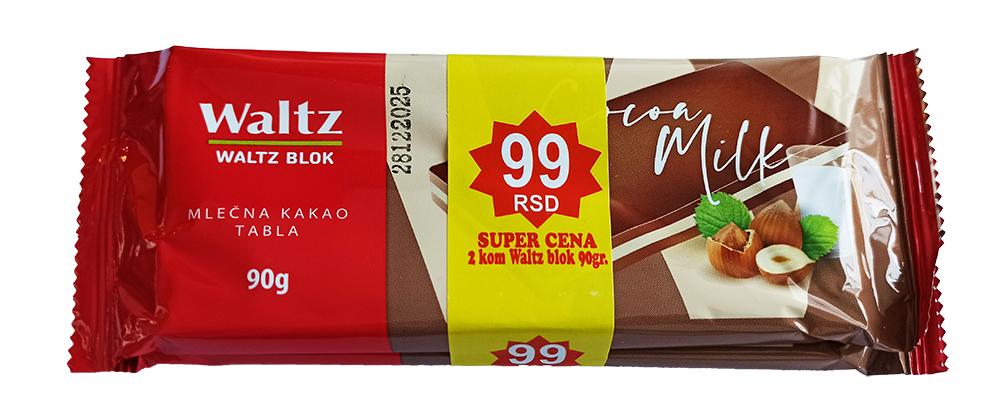 Waltz
WALTZ BLOK
MLEČNA KAKAO
TABLA
90g
28122025
99
RSD
SUPER CENA
2 kom Waltz blok 90gr.
99
Milk